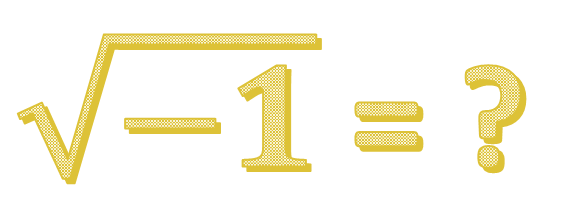 √−1 = ?